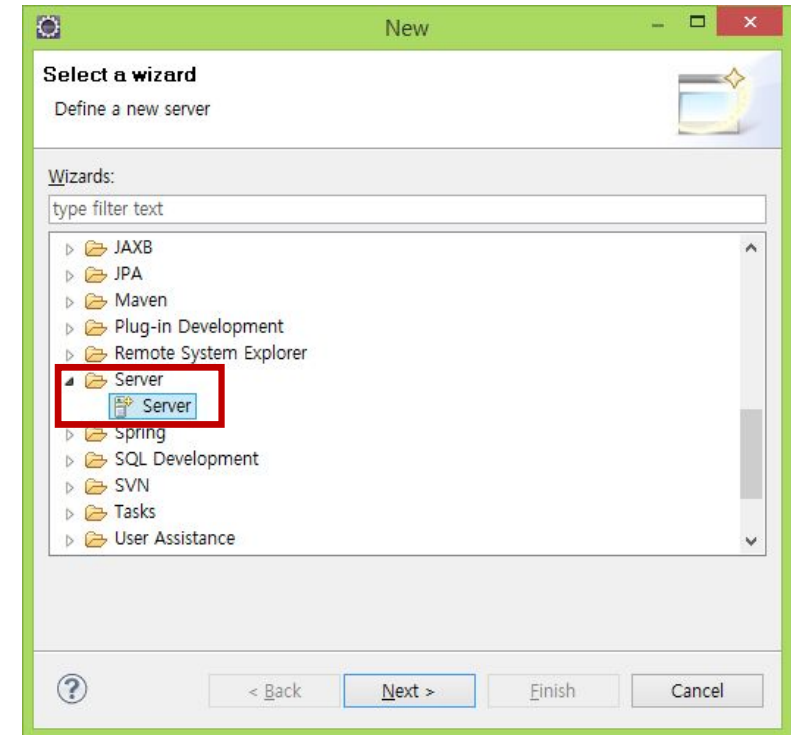 New
Select a wizard
Define a new server
Wizards:
type filter text
JAXB
JPA
Maven
Plug-in Development
Remote System Explorer
Server
Server
Spring
SQL Development
SVN
Tasks
User Assistance
? < Back Next > Finish Cancel